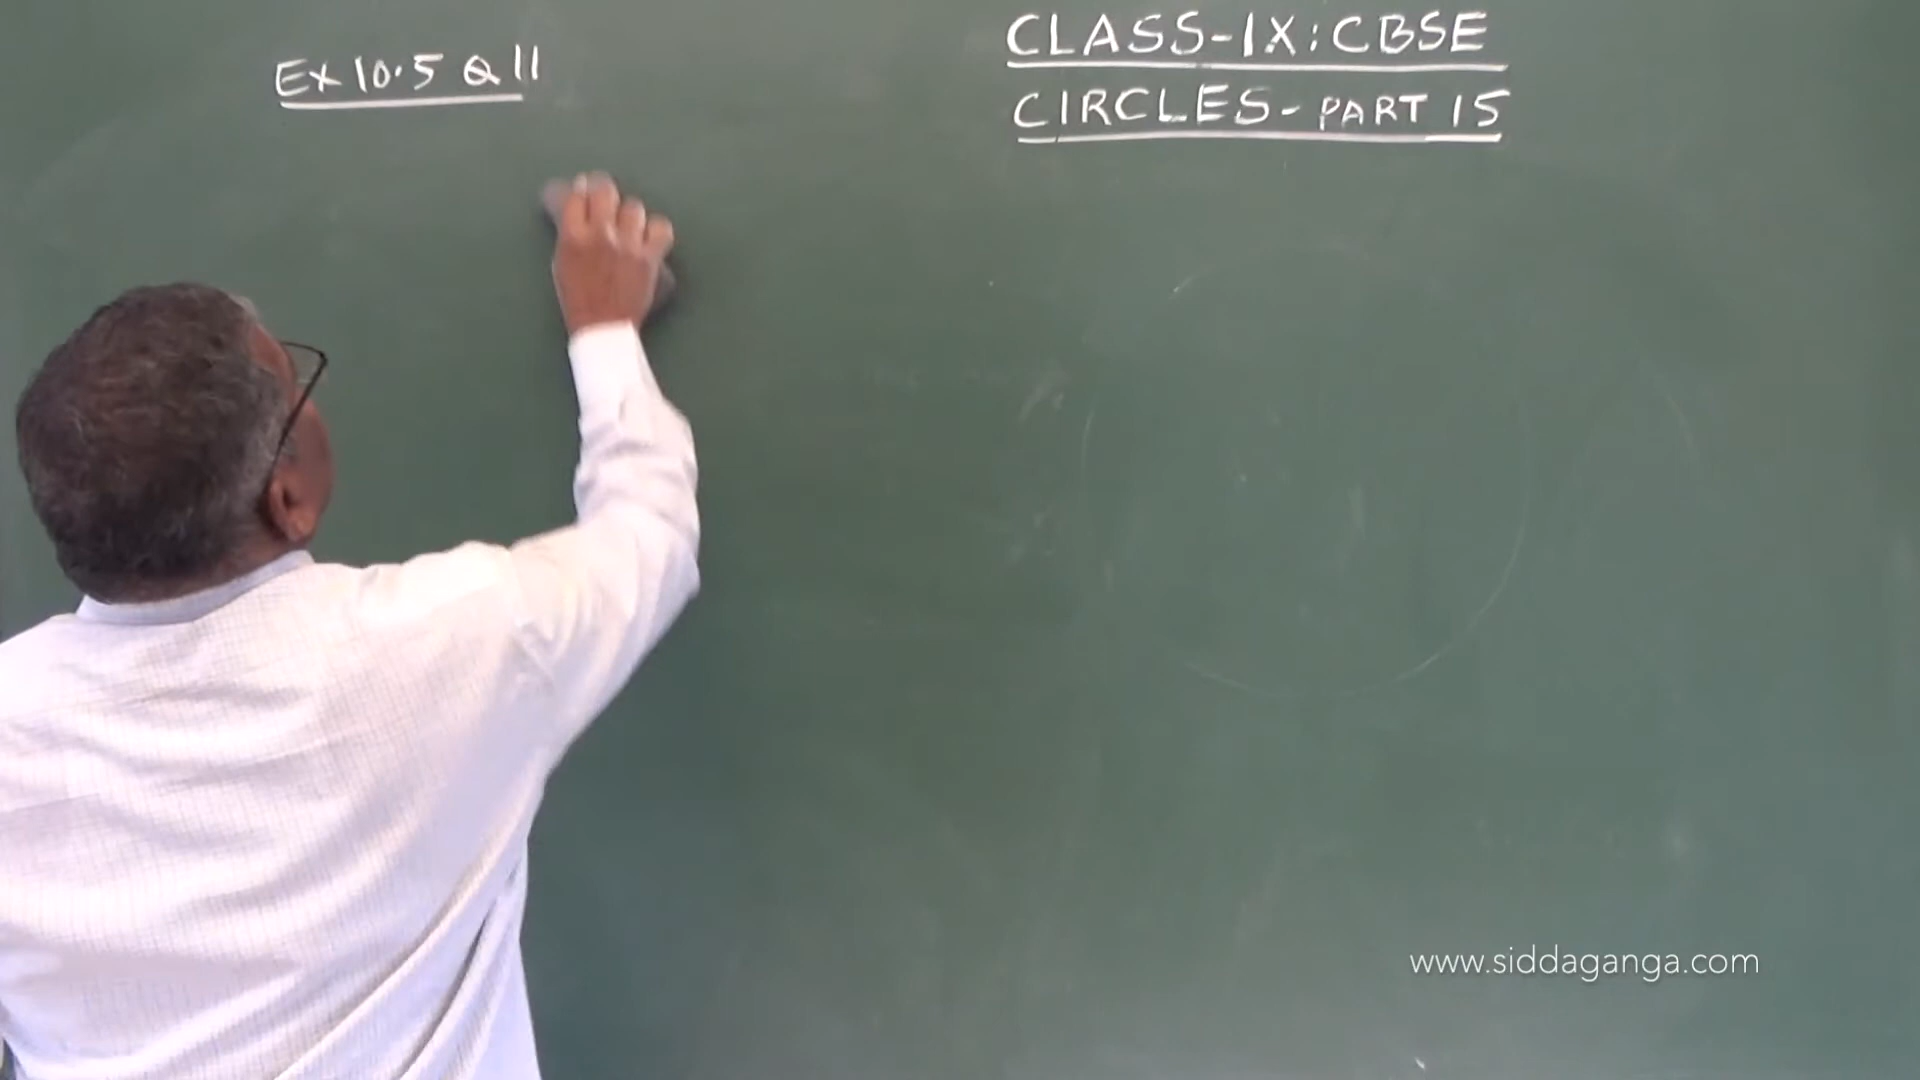 Ex 10.5 Q 11
CLASS-IX: CBSE
CIRCLES- PART 15
www.siddaganga.com